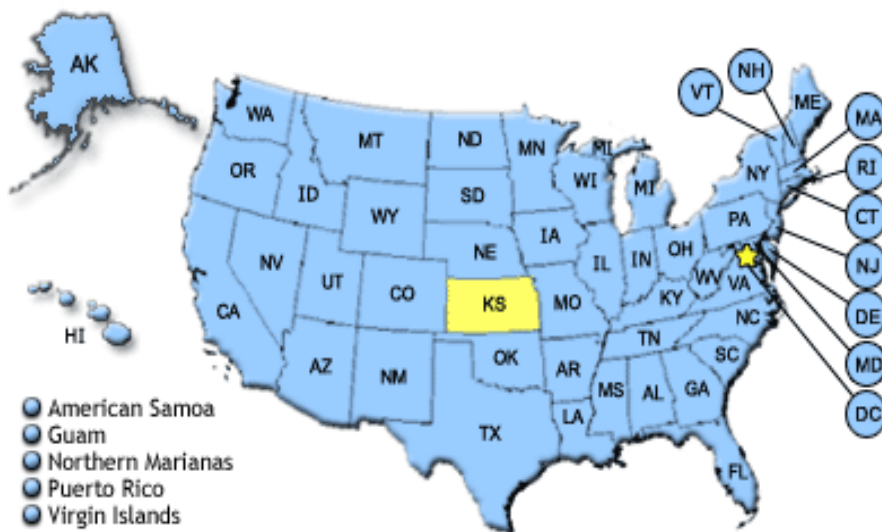 AK
WA
MT
ND
MN
MI
VT
NH
ME
MA
OR
ID
SD
WI
MI
NY
RI
WY
IA
PA
CT
NV
UT
NE
IL
IN
OH
NJ
CA
CO
KS
MO
KY
WV
VA
DE
HI
AZ
NM
OK
AR
TN
NC
MD
SC
DC
TX
LA
MS
AL
GA
FL
American Samoa
Guam
Northern Marianas
Puerto Rico
Virgin Islands